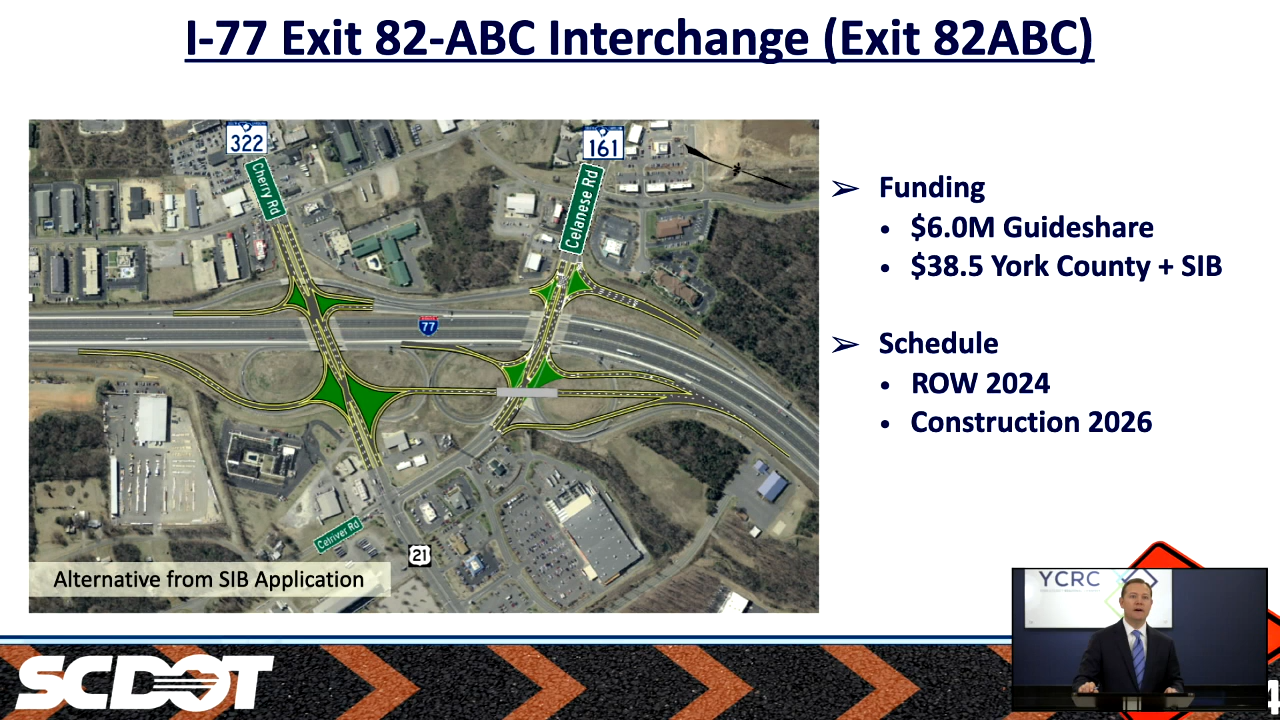 I-77 Exit 82-ABC Interchange (Exit 82ABC)
322
Cherry Rd
161
Celanese Rd
77
Celriver Rd
21
Alternative from SIB Application
➢ Funding
• $6.0M Guideshare
• $38.5 York County + SIB
➢ Schedule
• ROW 2024
• Construction 2026
YCRC
SCDOT
4